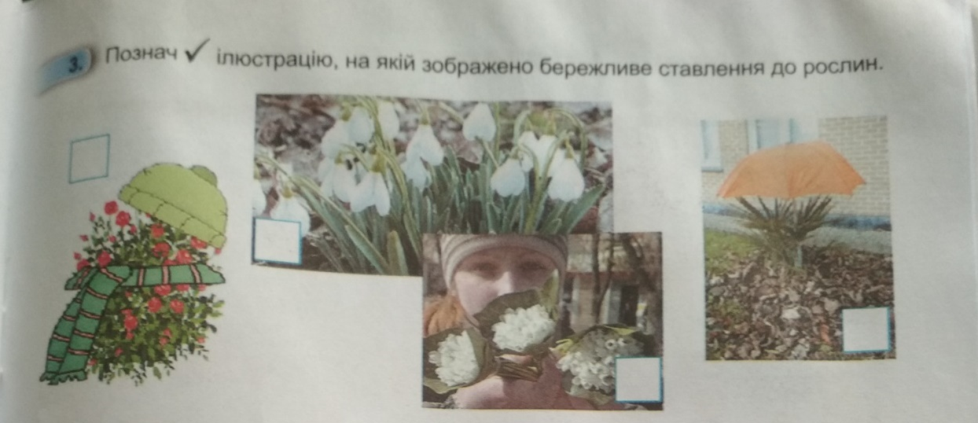 3. Познач ✓ ілюстрацію, на якій зображено бережливе ставлення до рослин.